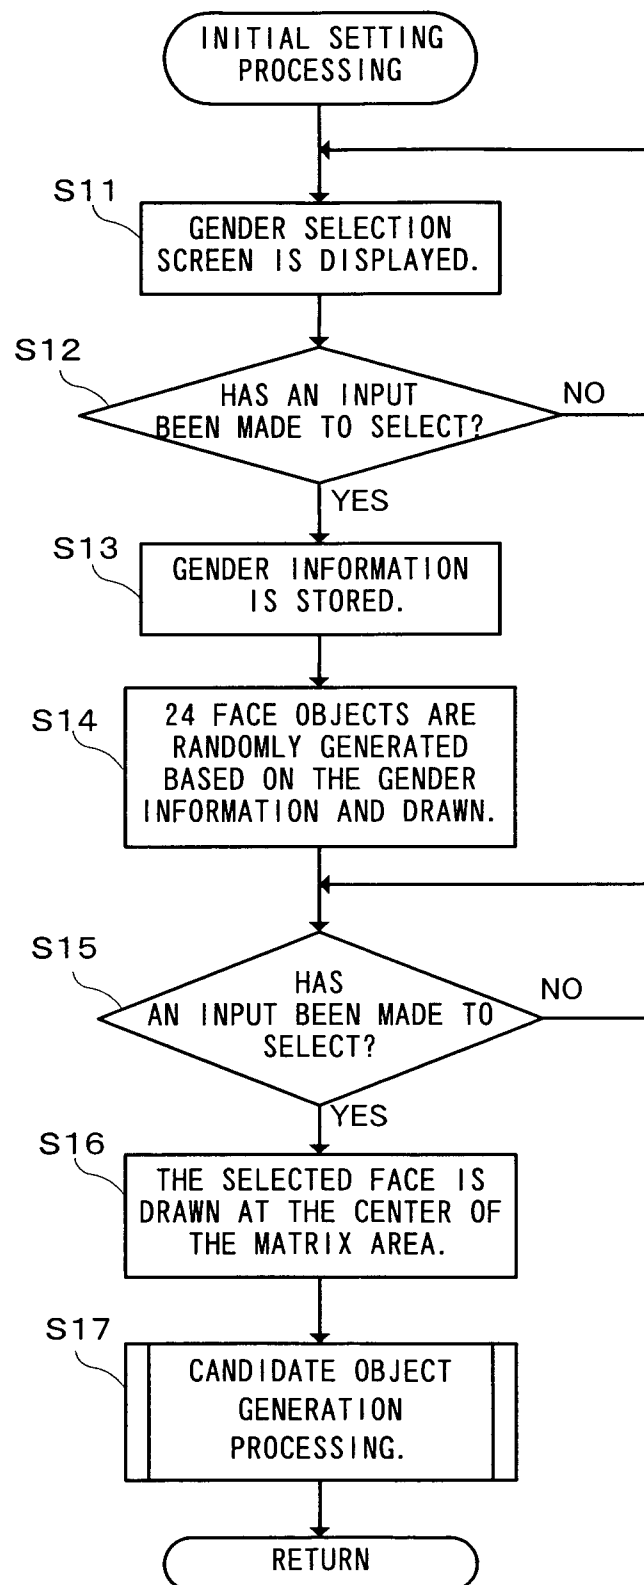 INITIAL SETTING
PROCESSING
S11
GENDER SELECTION
SCREEN IS DISPLAYED.
S12
HAS AN INPUT
BEEN MADE TO SELECT?
NO
YES
S13
GENDER INFORMATION
IS STORED.
S14
24 FACE OBJECTS ARE
RANDOMLY GENERATED
BASED ON THE GENDER
INFORMATION AND DRAWN.
S15
HAS
AN INPUT BEEN MADE TO
SELECT?
NO
YES
S16
THE SELECTED FACE IS
DRAWN AT THE CENTER OF
THE MATRIX AREA.
S17
CANDIDATE OBJECT
GENERATION
PROCESSING.
RETURN